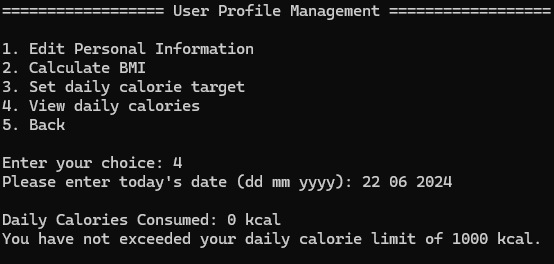 ================== User Profile Management ==================
1. Edit Personal Information
2. Calculate BMI
3. Set daily calorie target
4. View daily calories
5. Back
Enter your choice: 4
Please enter today's date (dd mm yyyy): 22 06 2024
Daily Calories Consumed: 0 kcal
You have not exceeded your daily calorie limit of 1000 kcal.